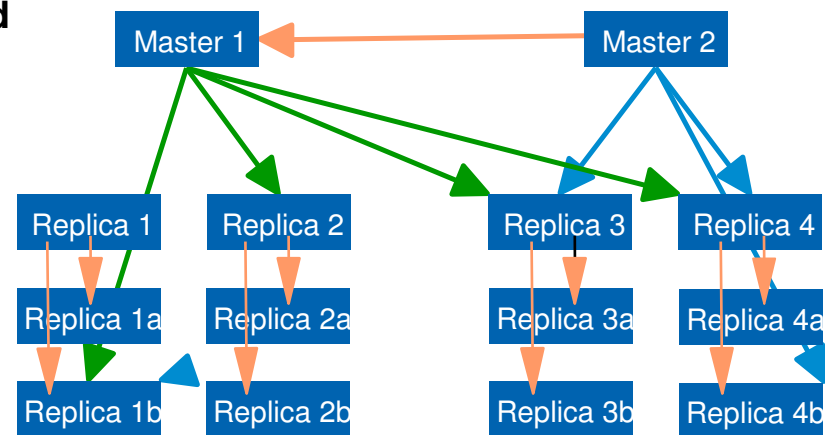 d
Master 1 Master 2
Replica 1 Replica 2 Replica 3 Replica 4
Replica 1a Replica 2a Replica 3a Replica 4a
Replica 1b Replica 2b Replica 3b Replica 4b